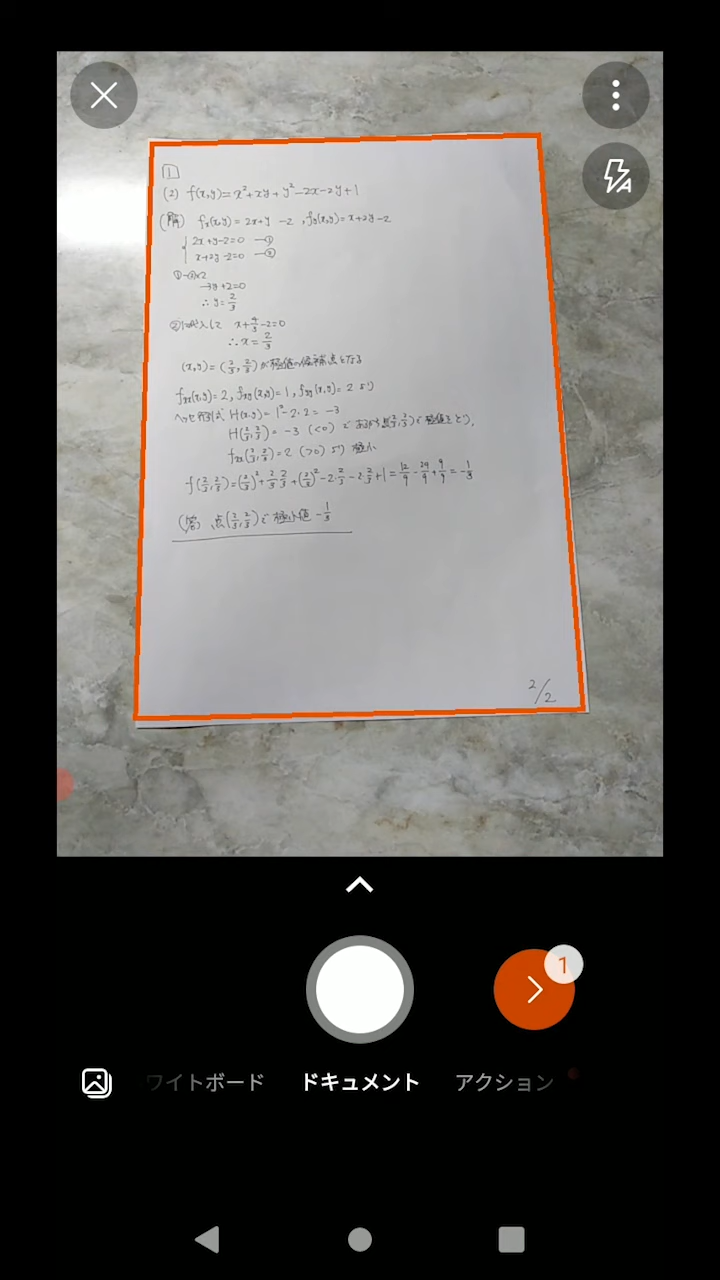 1
(2) f(x,y)=x²+xy+y²-2x-2y+1
(解) fx(x,y)=2x+y-2, fy(x,y)=x+2y-2
2x+y-2=0 —①
x+2y-2=0 —②
①-②×2
-3y+2=0
∴y=2/3
②に代入して x+4/3-2=0
∴x=2/3
(x,y)=(2/3,2/3)が極値の候補点となる
fxx(x,y)=2, fxy(x,y)=1, fyy(x,y)=2 より
ヘッセ行列式 H(x,y)=1²-2・2=-3
H(2/3,2/3)=-3 (<0) であるから点(2/3,2/3)で極値をとり,
fxx(2/3,2/3)=2 (>0) より 極小
f(2/3,2/3)=(2/3)²+2/3・2/3+(2/3)²-2・2/3-2・2/3+1=12/9-24/9+9/9=-1/3
(答) 点(2/3,2/3)で極小値 -1/3
2/2
1
ワイトボード ドキュメント アクション